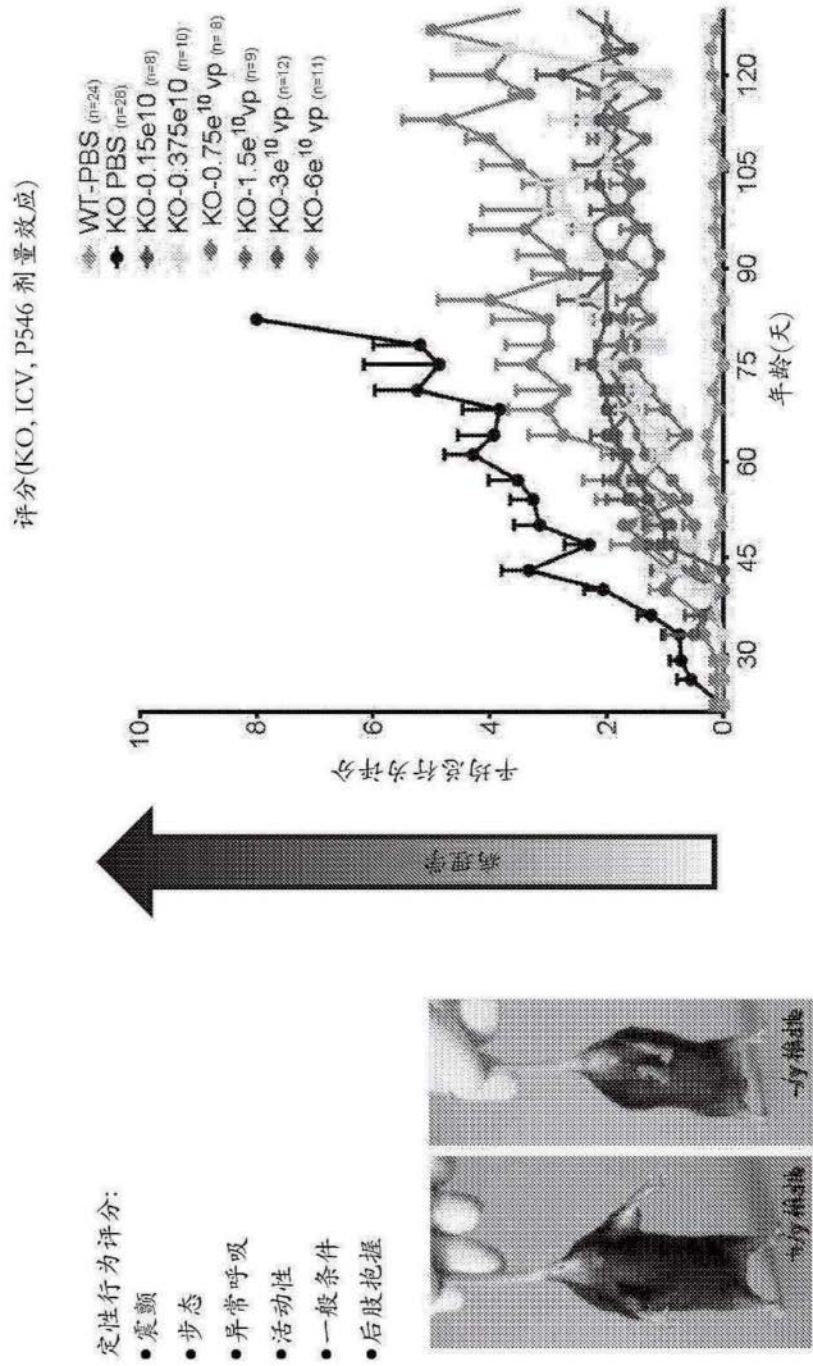 定性行为评分:
• 震颤
• 步态
• 异常呼吸
• 活动性
• 一般条件
• 后肢抱握
-/y 雄性
病理学
评分(KO, ICV, P546 剂量效应)
WT-PBS (n=24)
KO PBS (n=28)
KO-0.15e10 (n=8)
KO-0.375e10 (n=10)
KO-0.75e10 vp (n=8)
KO-1.5e10 vp (n=9)
KO-3e10 vp (n=12)
KO-6e10 vp (n=11)
平均总行为评分
10
8
6
4
2
0
30
45
60
75
90
105
120
年龄(天)